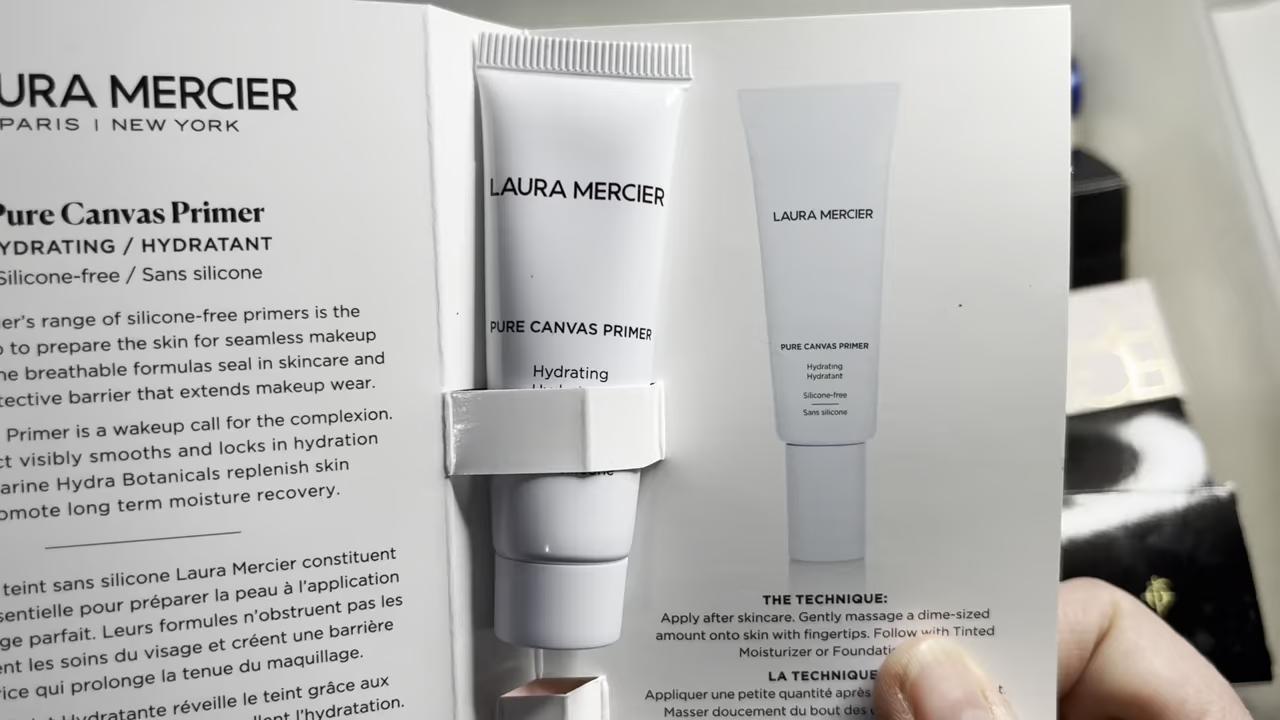 URA MERCIER
PARIS | NEW YORK
Pure Canvas Primer
YDRATING / HYDRATANT
Silicone-free / Sans silicone
er's range of silicone-free primers is the
to prepare the skin for seamless makeup
he breathable formulas seal in skincare and
tective barrier that extends makeup wear.
Primer is a wakeup call for the complexion.
ct visibly smooths and locks in hydration
arine Hydra Botanicals replenish skin
omote long term moisture recovery.
teint sans silicone Laura Mercier constituent
sentielle pour préparer la peau à l'application
ge parfait. Leurs formules n'obstruent pas les
ent les soins du visage et créent une barrière
rice qui prolonge la tenue du maquillage.
Hydratante réveille le teint grâce aux
l'hydratation.
LAURA MERCIER
PURE CANVAS PRIMER
Hydrating
LAURA MERCIER
PURE CANVAS PRIMER
Hydrating
Hydratant
Silicone-free
Sans silicone
THE TECHNIQUE:
Apply after skincare. Gently massage a dime-sized
amount onto skin with fingertips. Follow with Tinted
Moisturizer or Foundatio
LA TECHNIQUE
Appliquer une petite quantité après
Masser doucement du bout des